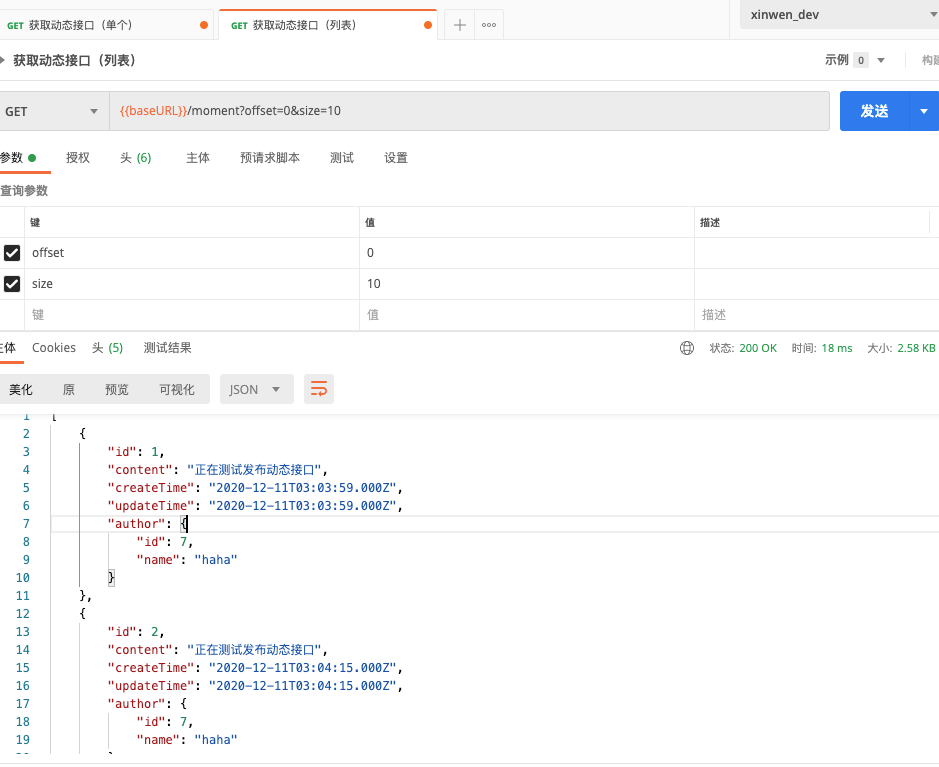 GET 获取动态接口（单个）
GET 获取动态接口（列表）
xinwen_dev
获取动态接口（列表）
示例 0
构建
GET
{{baseURL}}/moment?offset=0&size=10
发送
参数
授权
头 (6)
主体
预请求脚本
测试
设置
查询参数
键 值 描述
offset 0
size 10
键 值 描述
主体
Cookies
头 (5)
测试结果
状态: 200 OK
时间: 18 ms
大小: 2.58 KB
美化
原
预览
可视化
JSON
1 [
2 {
3 "id": 1,
4 "content": "正在测试发布动态接口",
5 "createTime": "2020-12-11T03:03:59.000Z",
6 "updateTime": "2020-12-11T03:03:59.000Z",
7 "author": {
8 "id": 7,
9 "name": "haha"
10 }
11 },
12 {
13 "id": 2,
14 "content": "正在测试发布动态接口",
15 "createTime": "2020-12-11T03:04:15.000Z",
16 "updateTime": "2020-12-11T03:04:15.000Z",
17 "author": {
18 "id": 7,
19 "name": "haha"